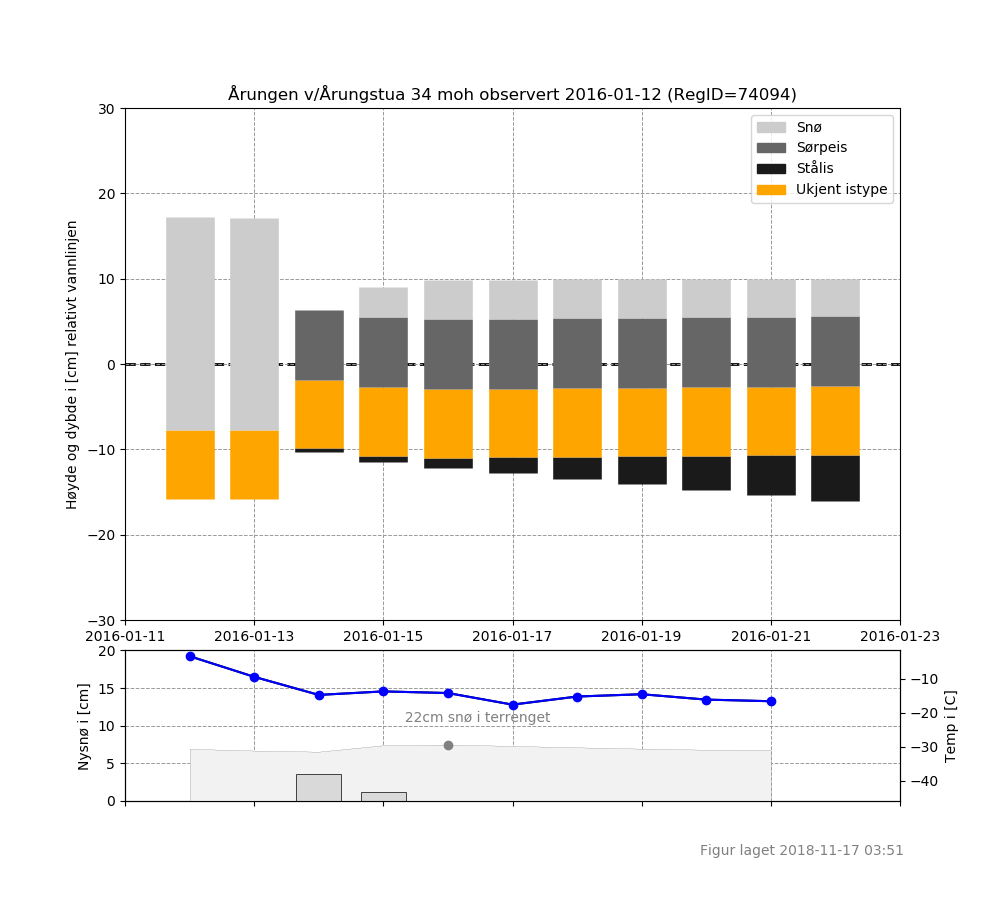 Årungen v/Årungstua 34 moh observert 2016-01-12 (RegID=74094)
30
20
10
0
−10
−20
−30
Høyde og dybde i [cm] relativt vannlinjen
Snø
Sørpeis
Stålis
Ukjent istype
2016-01-11
2016-01-13
2016-01-15
2016-01-17
2016-01-19
2016-01-21
2016-01-23
20
15
10
5
0
Nysnø i [cm]
22cm snø i terrenget
−10
−20
−30
−40
Temp i [C]
Figur laget 2018-11-17 03:51